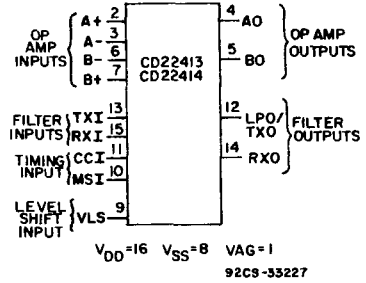 OP AMP INPUTS
A+ 2
A- 3
B- 6
B+ 7
FILTER INPUTS
TXI 13
RXI 15
TIMING INPUT
CCI 11
MSI 10
LEVEL SHIFT INPUT
VLS 9
CD22413
CD22414
4 AO
5 BO
OP AMP OUTPUTS
12 LPO/TXO
14 RXO
FILTER OUTPUTS
VDD=16 VSS=8 VAG=1
92CS-33227